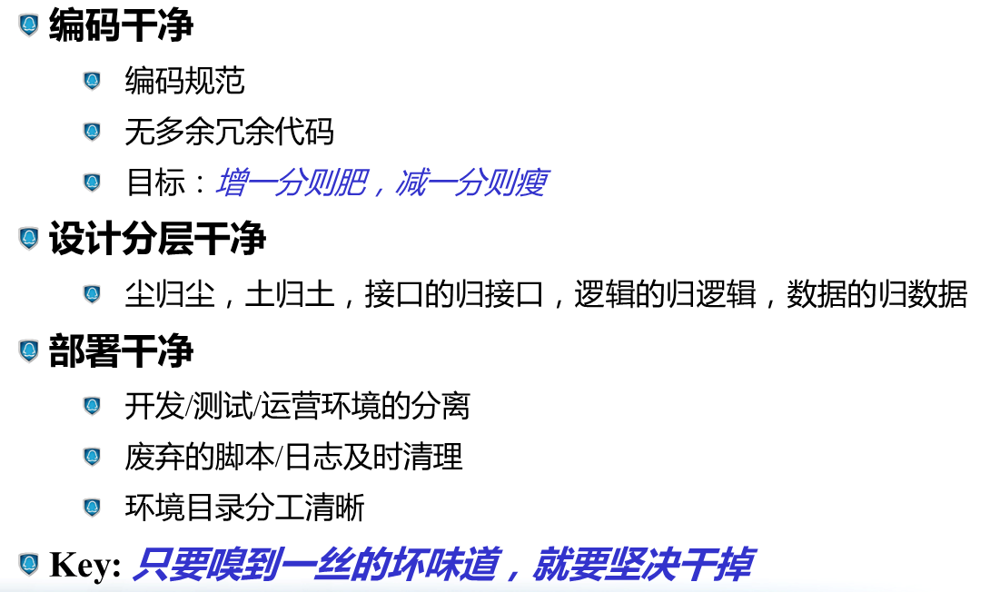 编码干净
编码规范
无多余冗余代码
目标：增一分则肥，减一分则瘦
设计分层干净
尘归尘，土归土，接口的归接口，逻辑的归逻辑，数据的归数据
部署干净
开发/测试/运营环境的分离
废弃的脚本/日志及时清理
环境目录分工清晰
Key: 只要嗅到一丝的坏味道，就要坚决干掉